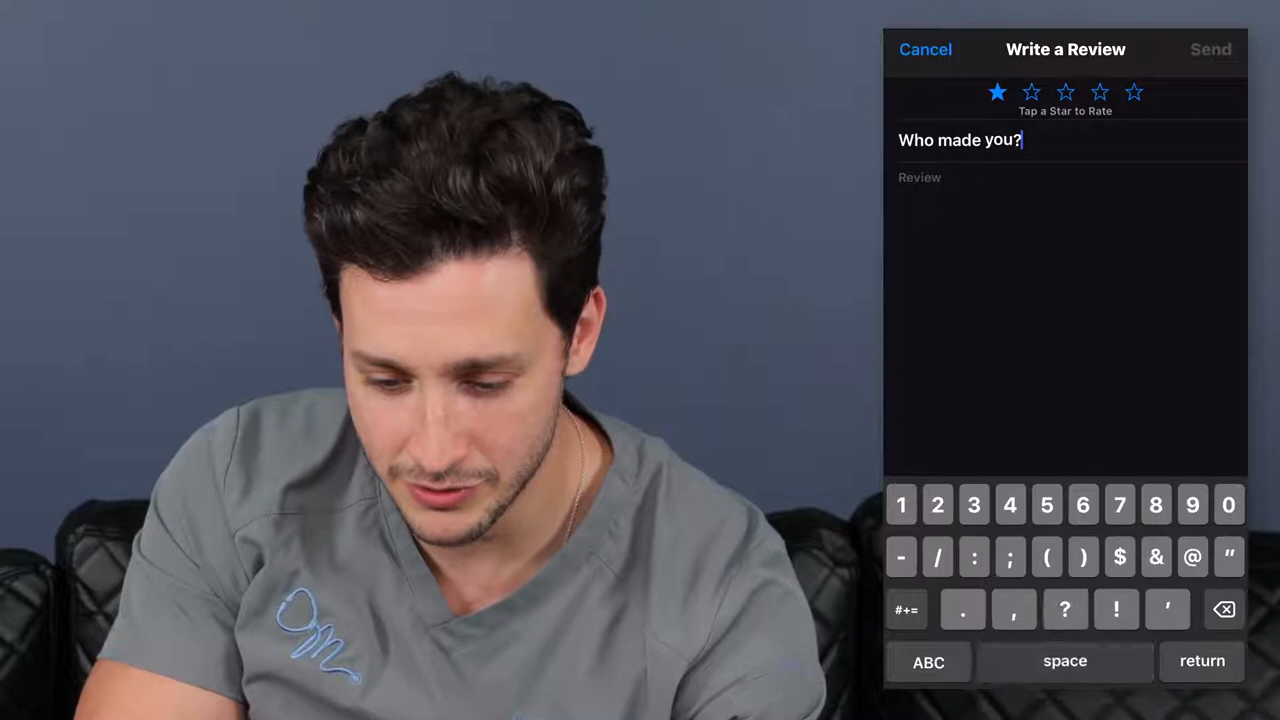 Cancel Write a Review Send
Tap a Star to Rate
Who made you?
Review
1 2 3 4 5 6 7 8 9 0
- / : ; ( ) $ & @ "
#+= . , ? ! '
ABC space return
DM